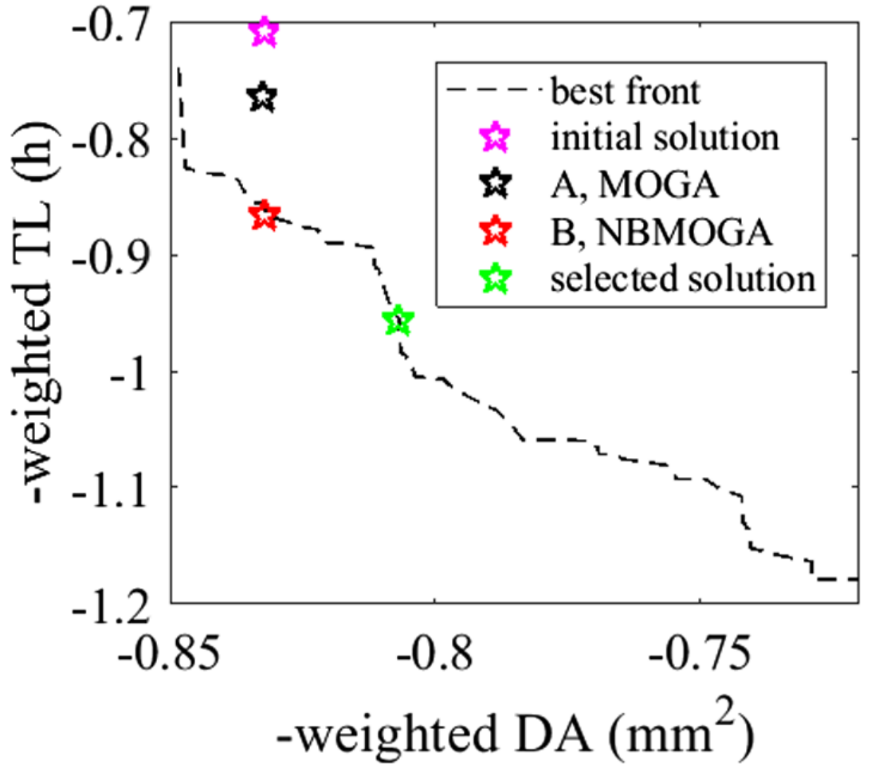 -0.7
-0.8
-0.9
-1
-1.1
-1.2
-weighted TL (h)
best front
initial solution
A, MOGA
B, NBMOGA
selected solution
-0.85 -0.8 -0.75
-weighted DA (mm²)